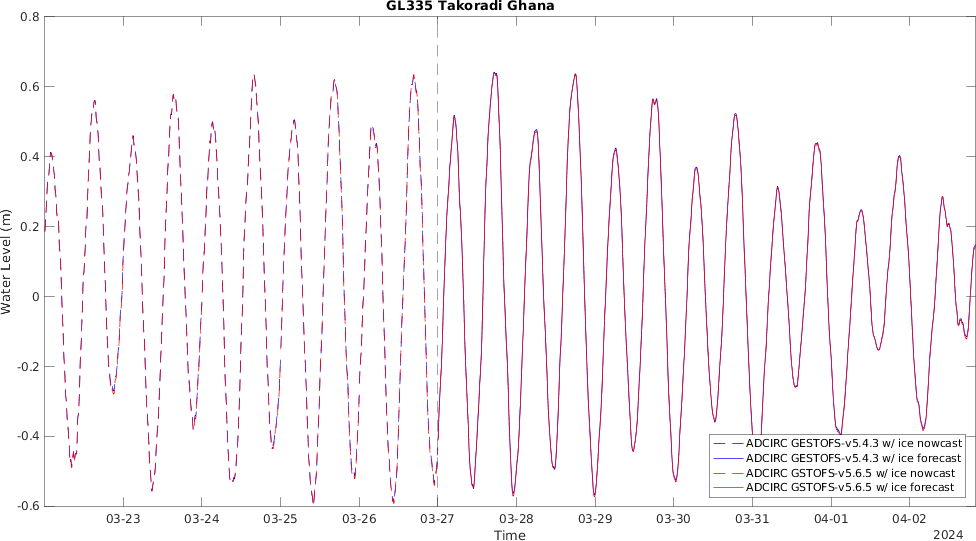 GL335 Takoradi Ghana
0.8
0.6
0.4
0.2
0
-0.2
-0.4
-0.6
Water Level (m)
ADCIRC GESTOFS-v5.4.3 w/ ice nowcast
ADCIRC GESTOFS-v5.4.3 w/ ice forecast
ADCIRC GSTOFS-v5.6.5 w/ ice nowcast
ADCIRC GSTOFS-v5.6.5 w/ ice forecast
03-23 03-24 03-25 03-26 03-27 03-28 03-29 03-30 03-31 04-01 04-02
Time
2024